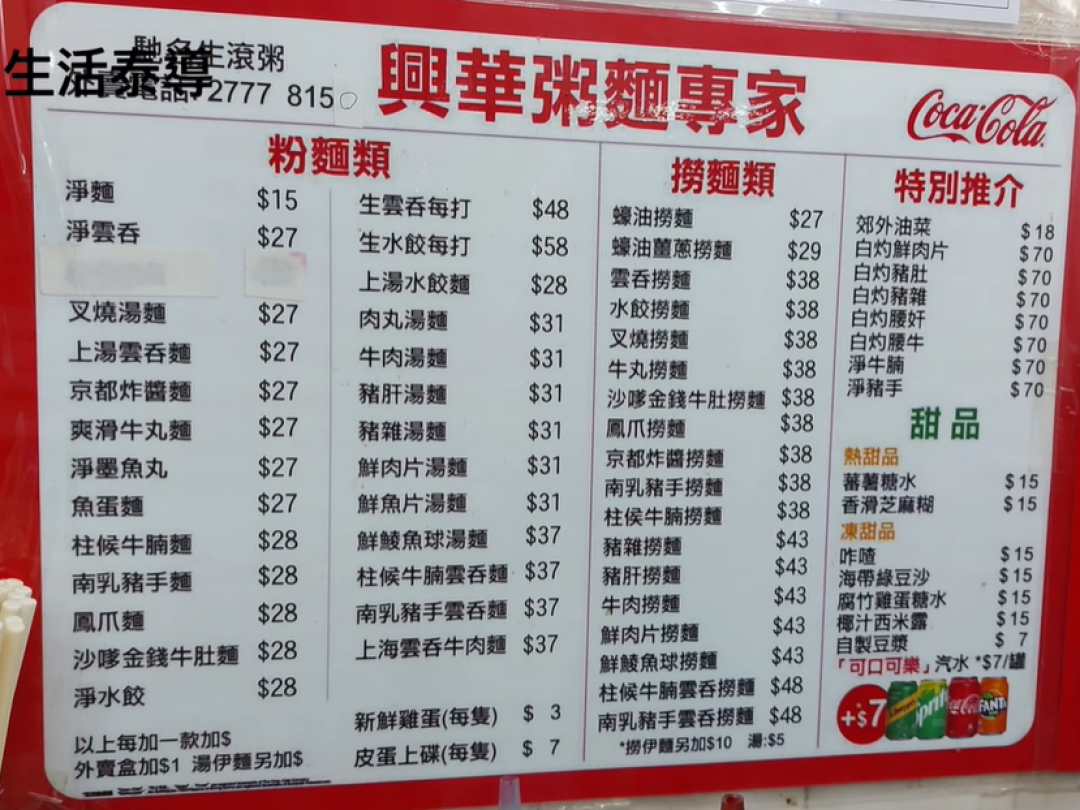 生活泰導
馳名生滾粥
電話: 2777 815
興華粥麵專家
Coca-Cola
粉麵類
淨麵 $15
淨雲吞 $27
叉燒湯麵 $27
上湯雲吞麵 $27
京都炸醬麵 $27
爽滑牛丸麵 $27
淨墨魚丸 $27
魚蛋麵 $27
柱候牛腩麵 $28
南乳豬手麵 $28
鳳爪麵 $28
沙嗲金錢牛肚麵 $28
淨水餃 $28
以上每加一款加$
外賣盒加$1 湯伊麵另加$
生雲吞每打 $48
生水餃每打 $58
上湯水餃麵 $28
肉丸湯麵 $31
牛肉湯麵 $31
豬肝湯麵 $31
豬雜湯麵 $31
鮮肉片湯麵 $31
鮮魚片湯麵 $31
鮮鯪魚球湯麵 $37
柱候牛腩雲吞麵 $37
南乳豬手雲吞麵 $37
上海雲吞牛肉麵 $37
新鮮雞蛋(每隻) $ 3
皮蛋上碟(每隻) $ 7
撈麵類
蠔油撈麵 $27
蠔油薑蔥撈麵 $29
雲吞撈麵 $38
水餃撈麵 $38
叉燒撈麵 $38
牛丸撈麵 $38
沙嗲金錢牛肚撈麵 $38
鳳爪撈麵 $38
京都炸醬撈麵 $38
南乳豬手撈麵 $38
柱候牛腩撈麵 $38
豬雜撈麵 $43
豬肝撈麵 $43
牛肉撈麵 $43
鮮肉片撈麵 $43
鮮鯪魚球撈麵 $43
柱候牛腩雲吞撈麵 $48
南乳豬手雲吞撈麵 $48
*撈伊麵另加$10 湯:$5
特別推介
郊外油菜 $18
白灼鮮肉片 $70
白灼豬肚 $70
白灼豬雜 $70
白灼腰奸 $70
白灼腰牛 $70
淨牛腩 $70
淨豬手 $70
甜品
熱甜品
蕃薯糖水 $15
香滑芝麻糊 $15
凍甜品
咋喳 $15
海帶綠豆沙 $15
腐竹雞蛋糖水 $15
椰汁西米露 $15
自製豆漿 $ 7
「可口可樂」汽水 *$7/罐
+$7
Sprite
Coca-Cola
FANTA